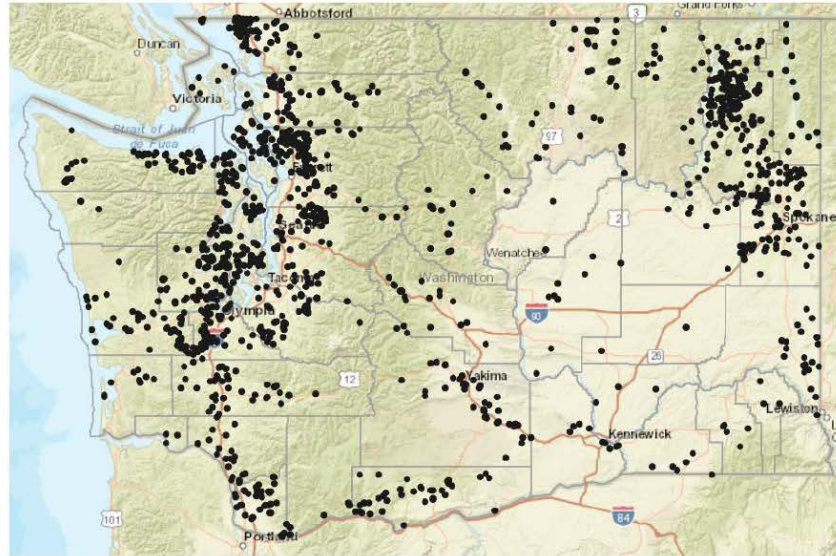 Abbotsford
Grand Forks
3
Duncan
Victoria
Strait of Juan
de Fuca
97
2
Spokane
Wenatchee
Washington
Tacoma
Olympia
90
26
12
Yakima
Lewiston
Kennewick
101
84
Portland